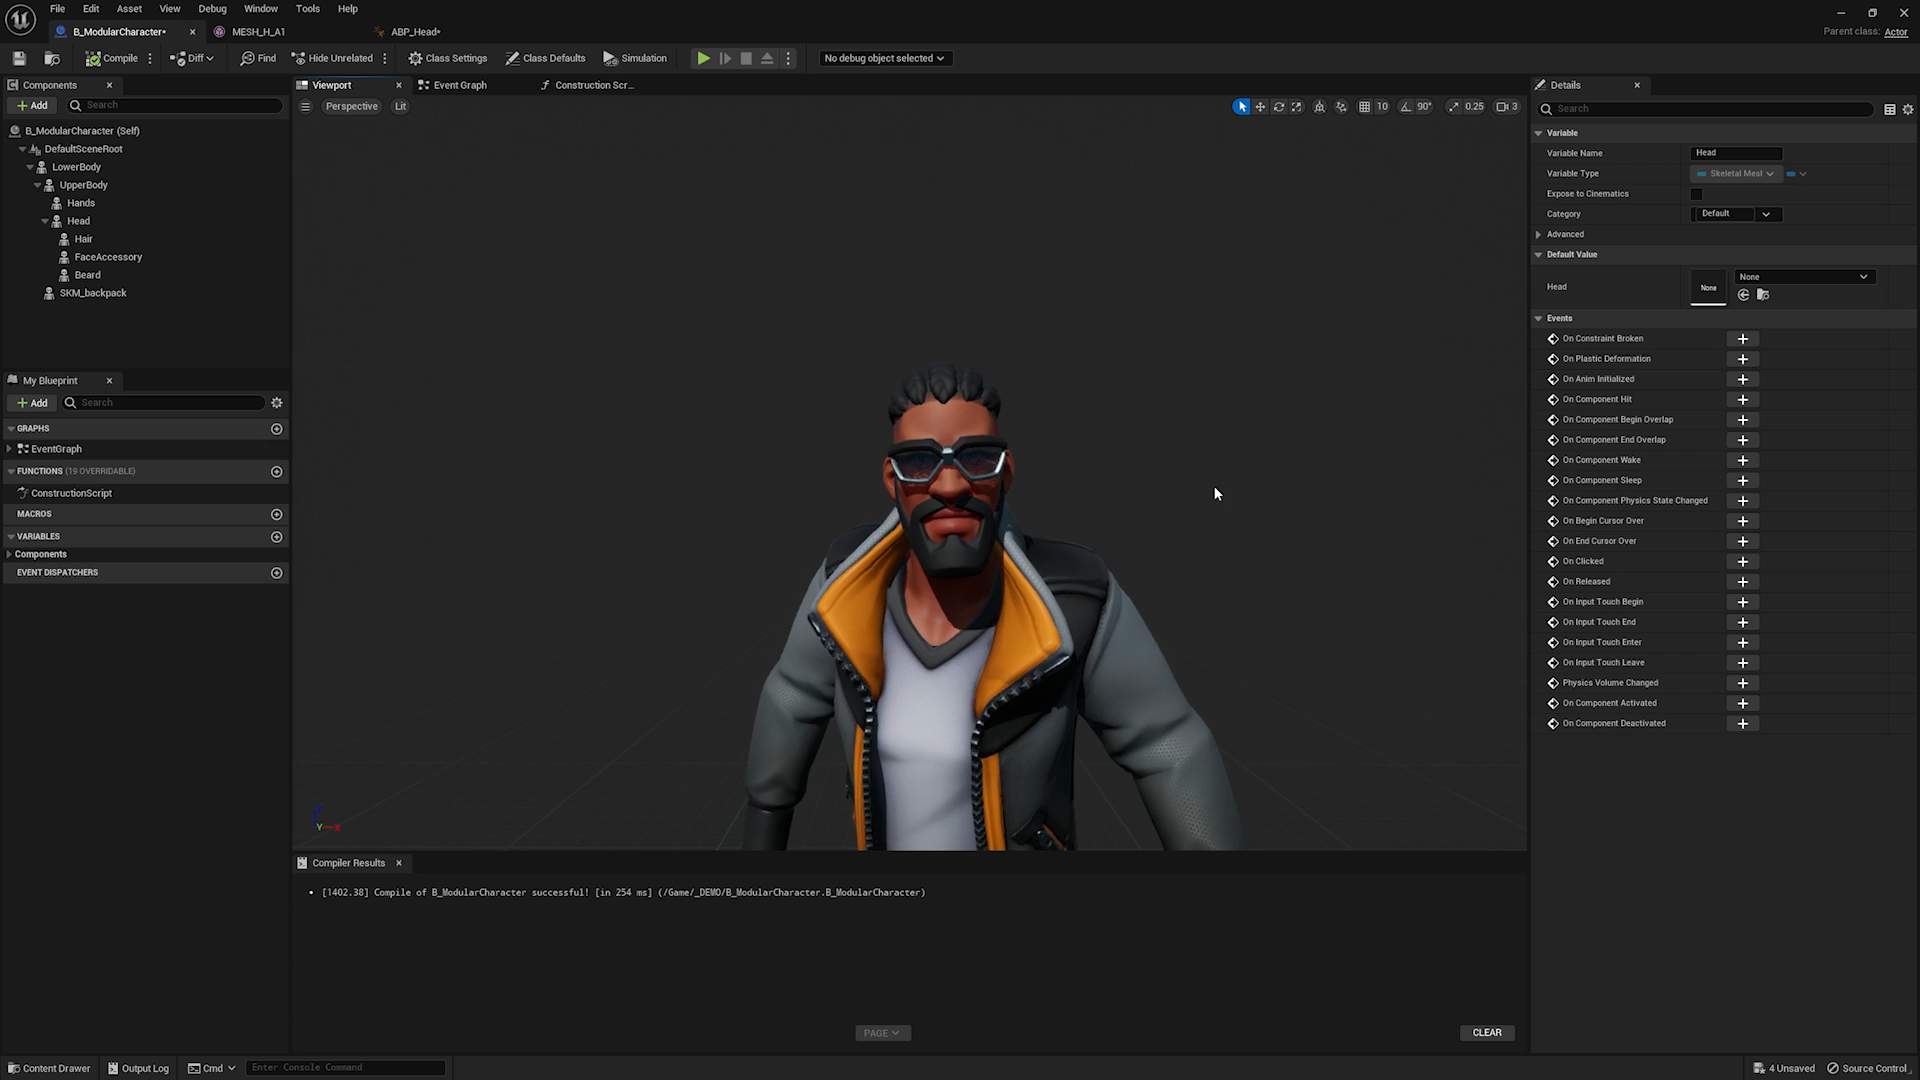 File Edit Asset View Debug Window Tools Help
B_ModularCharacter* MESH_H_A1 ABP_Head*
Parent class: Actor
Compile Diff Find Hide Unrelated Class Settings Class Defaults Simulation No debug object selected
Components
Viewport Event Graph Construction Scr...
Details
Add Search
Perspective Lit 10 90° 0.25 3
Search
B_ModularCharacter (Self)
DefaultSceneRoot
LowerBody
UpperBody
Hands
Head
Hair
FaceAccessory
Beard
SKM_backpack
My Blueprint
Add Search
GRAPHS
EventGraph
FUNCTIONS (19 OVERRIDABLE)
ConstructionScript
MACROS
VARIABLES
Components
EVENT DISPATCHERS
Y X
Compiler Results
[1402.38] Compile of B_ModularCharacter successful! [in 254 ms] (/Game/_DEMO/B_ModularCharacter.B_ModularCharacter)
PAGE
CLEAR
Variable
Variable Name Head
Variable Type Skeletal Mesl
Expose to Cinematics
Category Default
Advanced
Default Value
Head None None
Events
On Constraint Broken
On Plastic Deformation
On Anim Initialized
On Component Hit
On Component Begin Overlap
On Component End Overlap
On Component Wake
On Component Sleep
On Component Physics State Changed
On Begin Cursor Over
On End Cursor Over
On Clicked
On Released
On Input Touch Begin
On Input Touch End
On Input Touch Enter
On Input Touch Leave
Physics Volume Changed
On Component Activated
On Component Deactivated
Content Drawer Output Log Cmd Enter Console Command
4 Unsaved Source Control